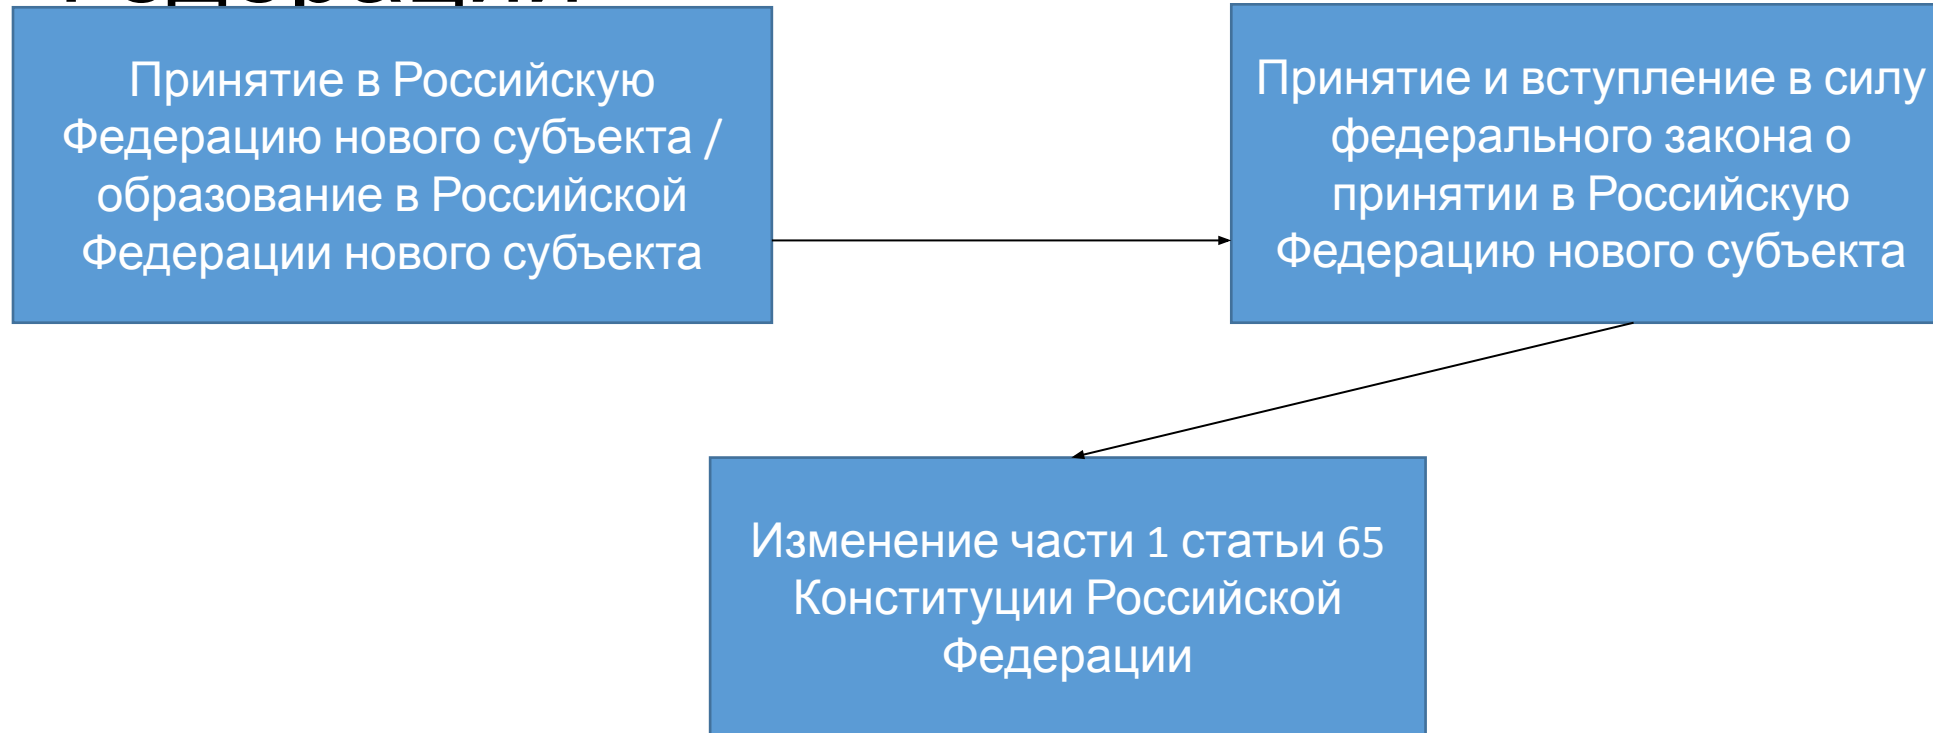 Федерации
Принятие в Российскую
Федерацию нового субъекта /
образование в Российской
Федерации нового субъекта
Принятие и вступление в силу
федерального закона о
принятии в Российскую
Федерацию нового субъекта
Изменение части 1 статьи 65
Конституции Российской
Федерации